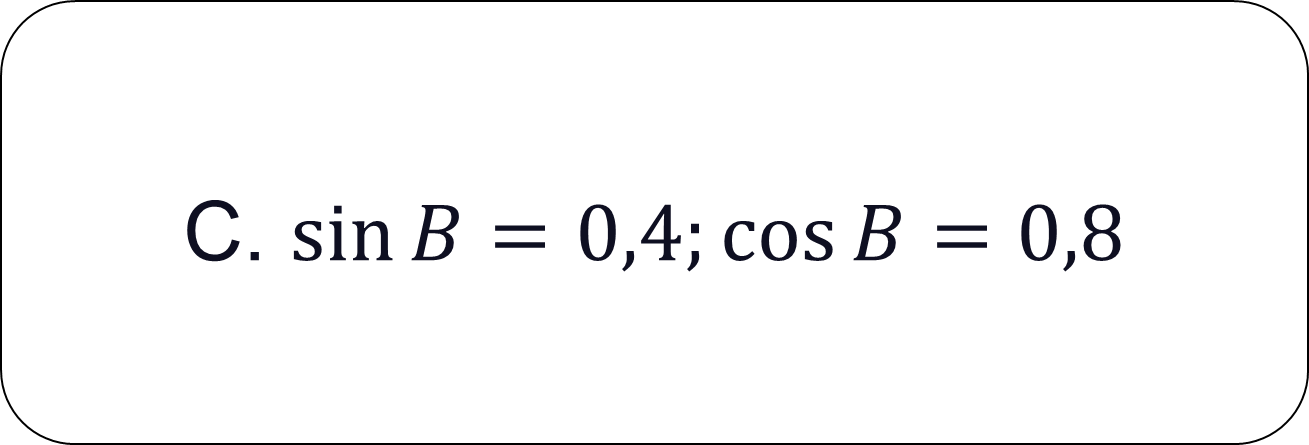 C. sin B = 0,4; cos B = 0,8